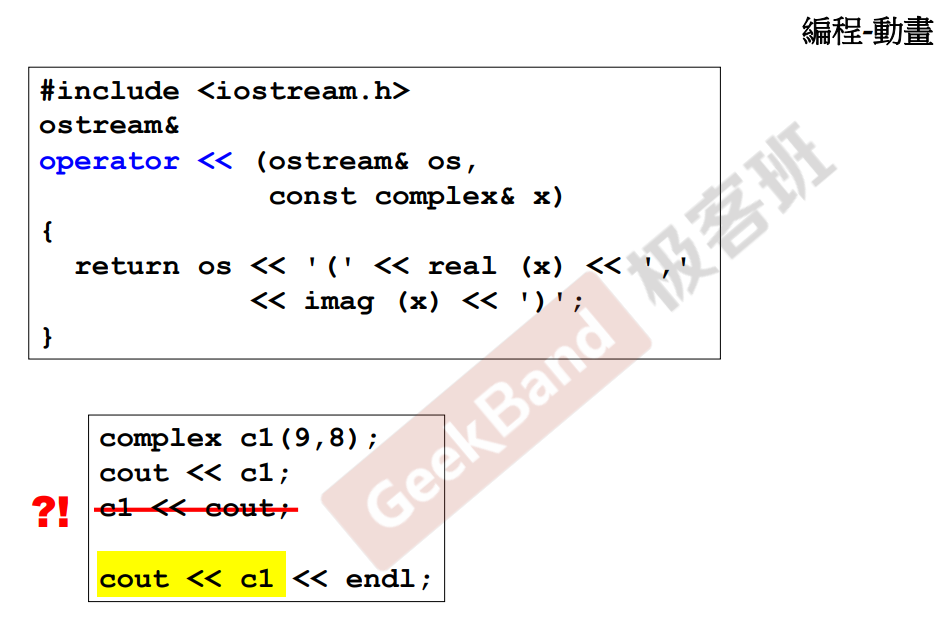 編程-動畫
#include <iostream.h>
ostream&
operator << (ostream& os,
             const complex& x)
{
  return os << '(' << real (x) << ','
            << imag (x) << ')';
}
complex c1(9,8);
cout << c1;
?!
c1 << cout;
cout << c1 << endl;
GeekBand 极客班